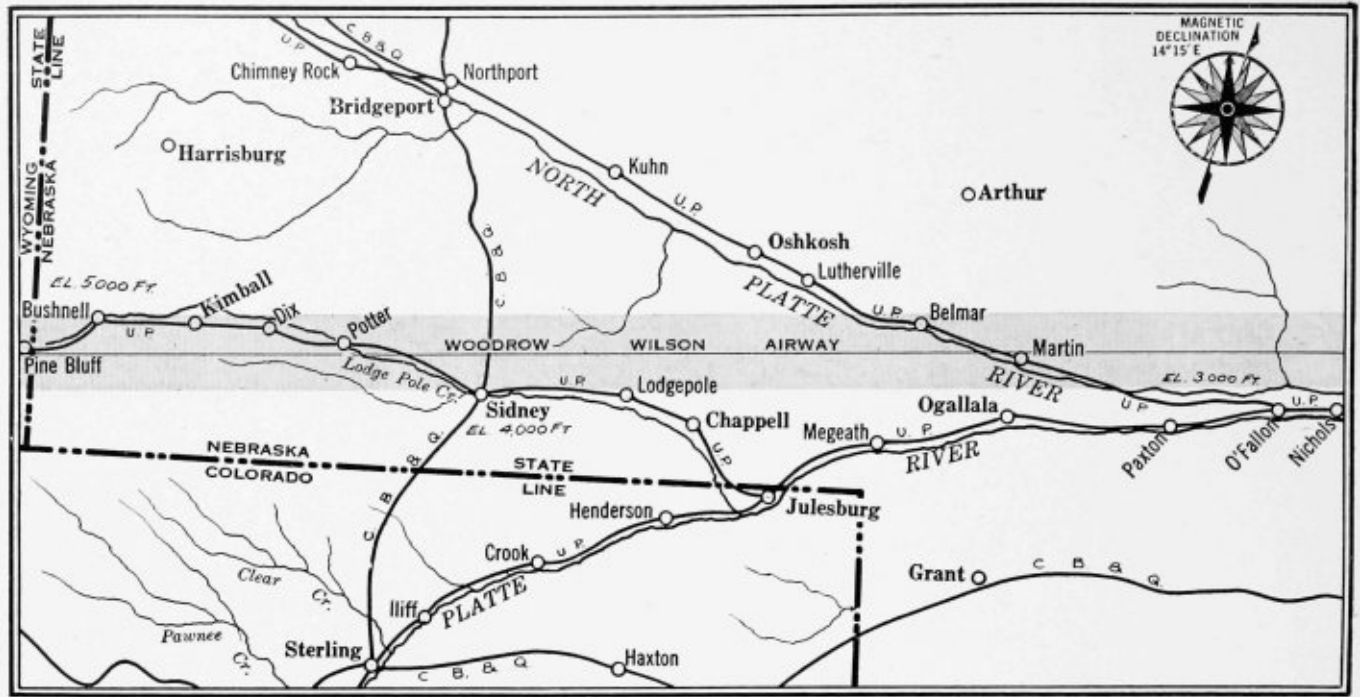 MAGNETIC
DECLINATION
14°15' E
STATE
LINE
WYOMING
NEBRASKA
U.P.
C. B. & Q.
Chimney Rock
Northport
Bridgeport
Harrisburg
Kuhn
NORTH
U.P.
Arthur
Oshkosh
Lutherville
PLATTE
U.P.
Belmar
C. B. & Q.
EL. 5000 FT.
Bushnell
U.P.
Kimball
Dix
Potter
WOODROW WILSON AIRWAY
Martin
Pine Bluff
Lodge Pole Cr.
RIVER
EL. 3000 FT.
U.P.
Lodgepole
Sidney
EL. 4,000 FT
Chappell
U.P.
Ogallala
U.P.
U.P.
Megeath
U.P.
RIVER
Paxton
O'Fallon
Nichols
NEBRASKA
COLORADO
STATE
LINE
C. B. & Q.
Henderson
Julesburg
Crook
U.P.
Grant
C. B. & Q.
Clear
Cr.
Iliff
PLATTE
Pawnee
Cr.
Sterling
C. B. & Q.
Haxton